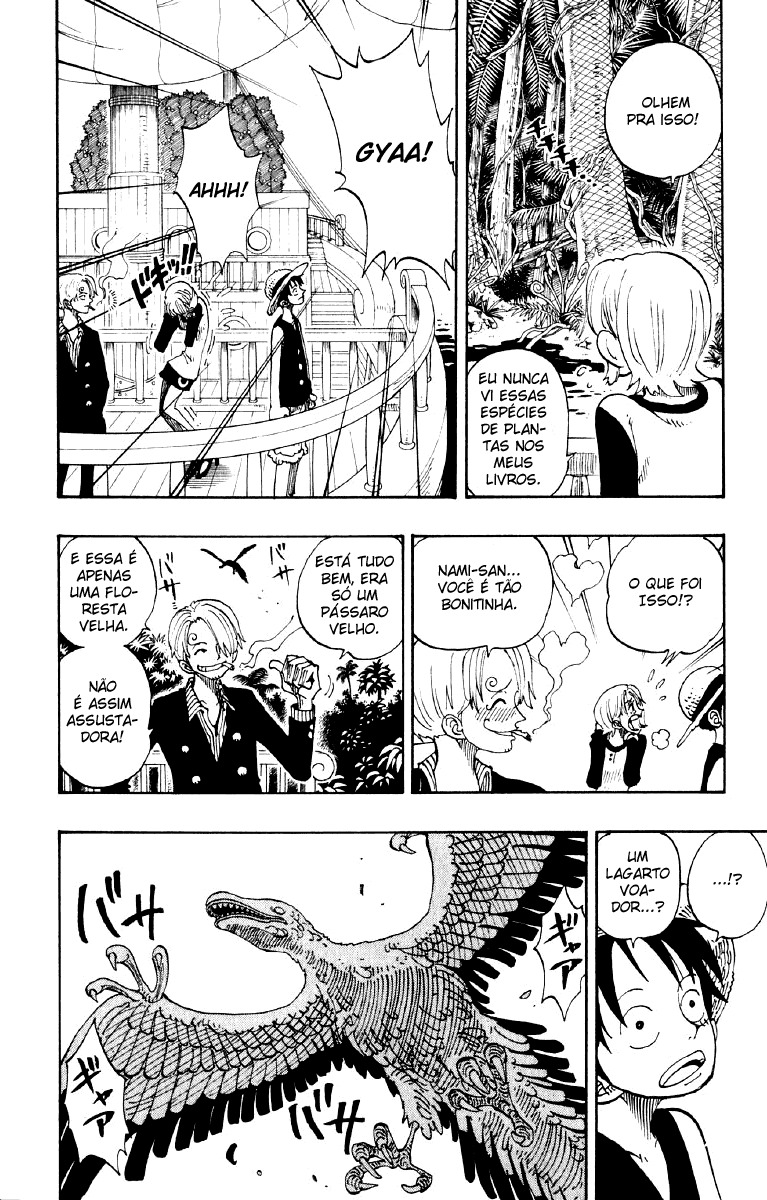 OLHEM
PRA ISSO!
EU NUNCA
VI ESSAS
ESPÉCIES
DE PLAN-
TAS NOS
MEUS
LIVROS.
GYAA!
AHHH!
ドキッ!!
O QUE FOI
ISSO!?
NAMI-SAN...
VOCÊ É TÃO
BONITINHA.
ESTÁ TUDO
BEM, ERA
SÓ UM
PÁSSARO
VELHO.
バサ
バサ
E ESSA É
APENAS
UMA FLO-
RESTA
VELHA.
NÃO
É ASSIM
ASSUSTA-
DORA!
...!?
UM
LAGARTO
VOA-
DOR...?
ギャアア
バサ
ギャアア
バサ